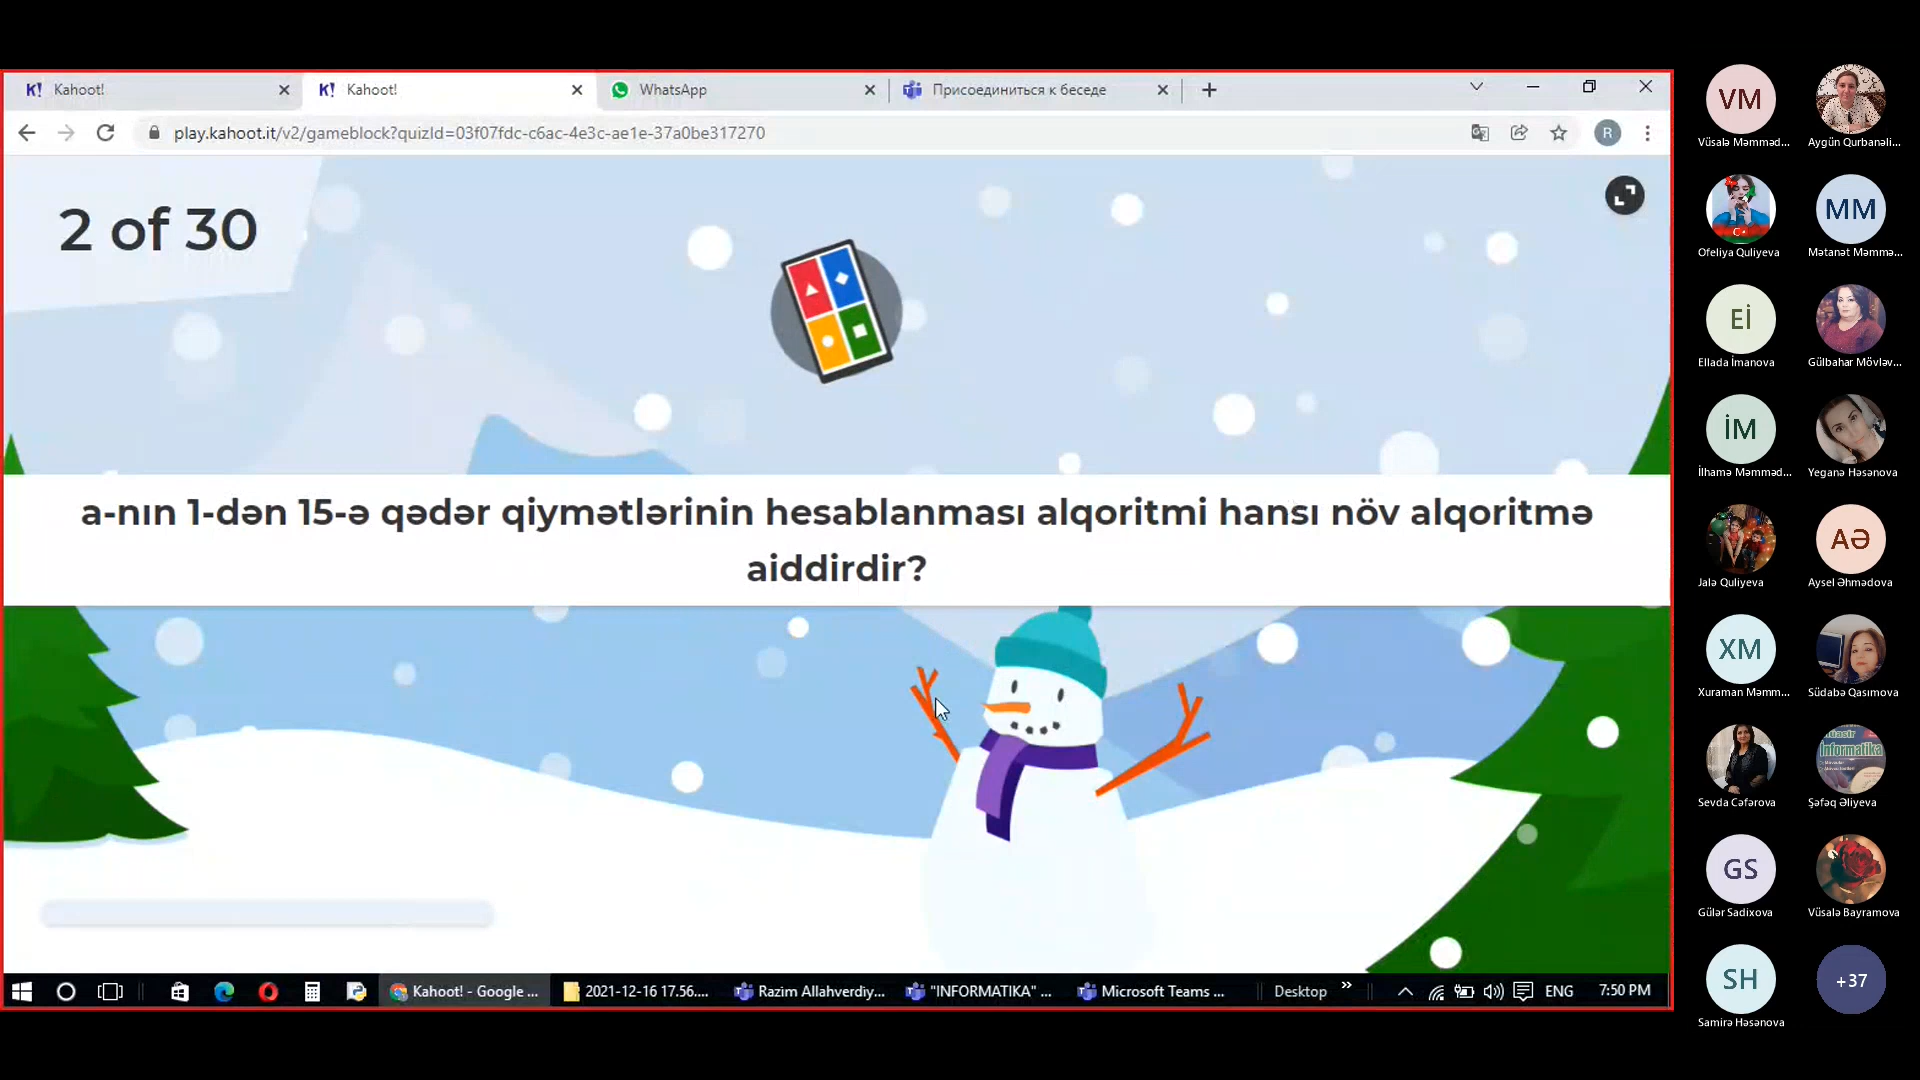 Kahoot!
Kahoot!
WhatsApp
Присоединиться к беседе
play.kahoot.it/v2/gameblock?quizId=03f07fdc-c6ac-4e3c-ae1e-37a0be317270
R
2 of 30
a-nın 1-dən 15-ə qədər qiymətlərinin hesablanması alqoritmi hansı növ alqoritmə
aiddirdir?
Kahoot! - Google ...
2021-12-16 17.56....
Razim Allahverdiy...
"INFORMATIKA" ...
Microsoft Teams ...
Desktop
ENG
7:50 PM
VM
Vüsalə Məmməd...
Aygün Qurbanəli...
Ofeliya Quliyeva
MM
Mətanət Məmmə...
Eİ
Ellada İmanova
Gülbahar Mövləv...
İM
İlhamə Məmməd...
Yeganə Həsənova
Jalə Quliyeva
AƏ
Aysel Əhmədova
XM
Xuraman Məmm...
Südabə Qasımova
Sevda Cəfərova
İnformatika
Şəfəq Əliyeva
GS
Gülər Sadixova
Vüsalə Bayramova
SH
Samirə Həsənova
+37